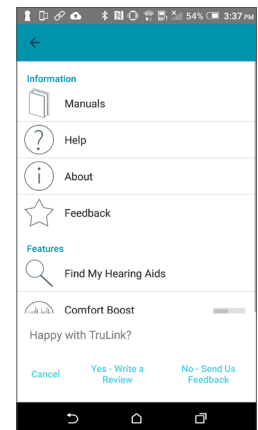 54% 3:37 PM
Information
Manuals
Help
About
Feedback
Features
Find My Hearing Aids
Comfort Boost
Happy with TruLink?
Cancel
Yes - Write a
Review
No - Send Us
Feedback